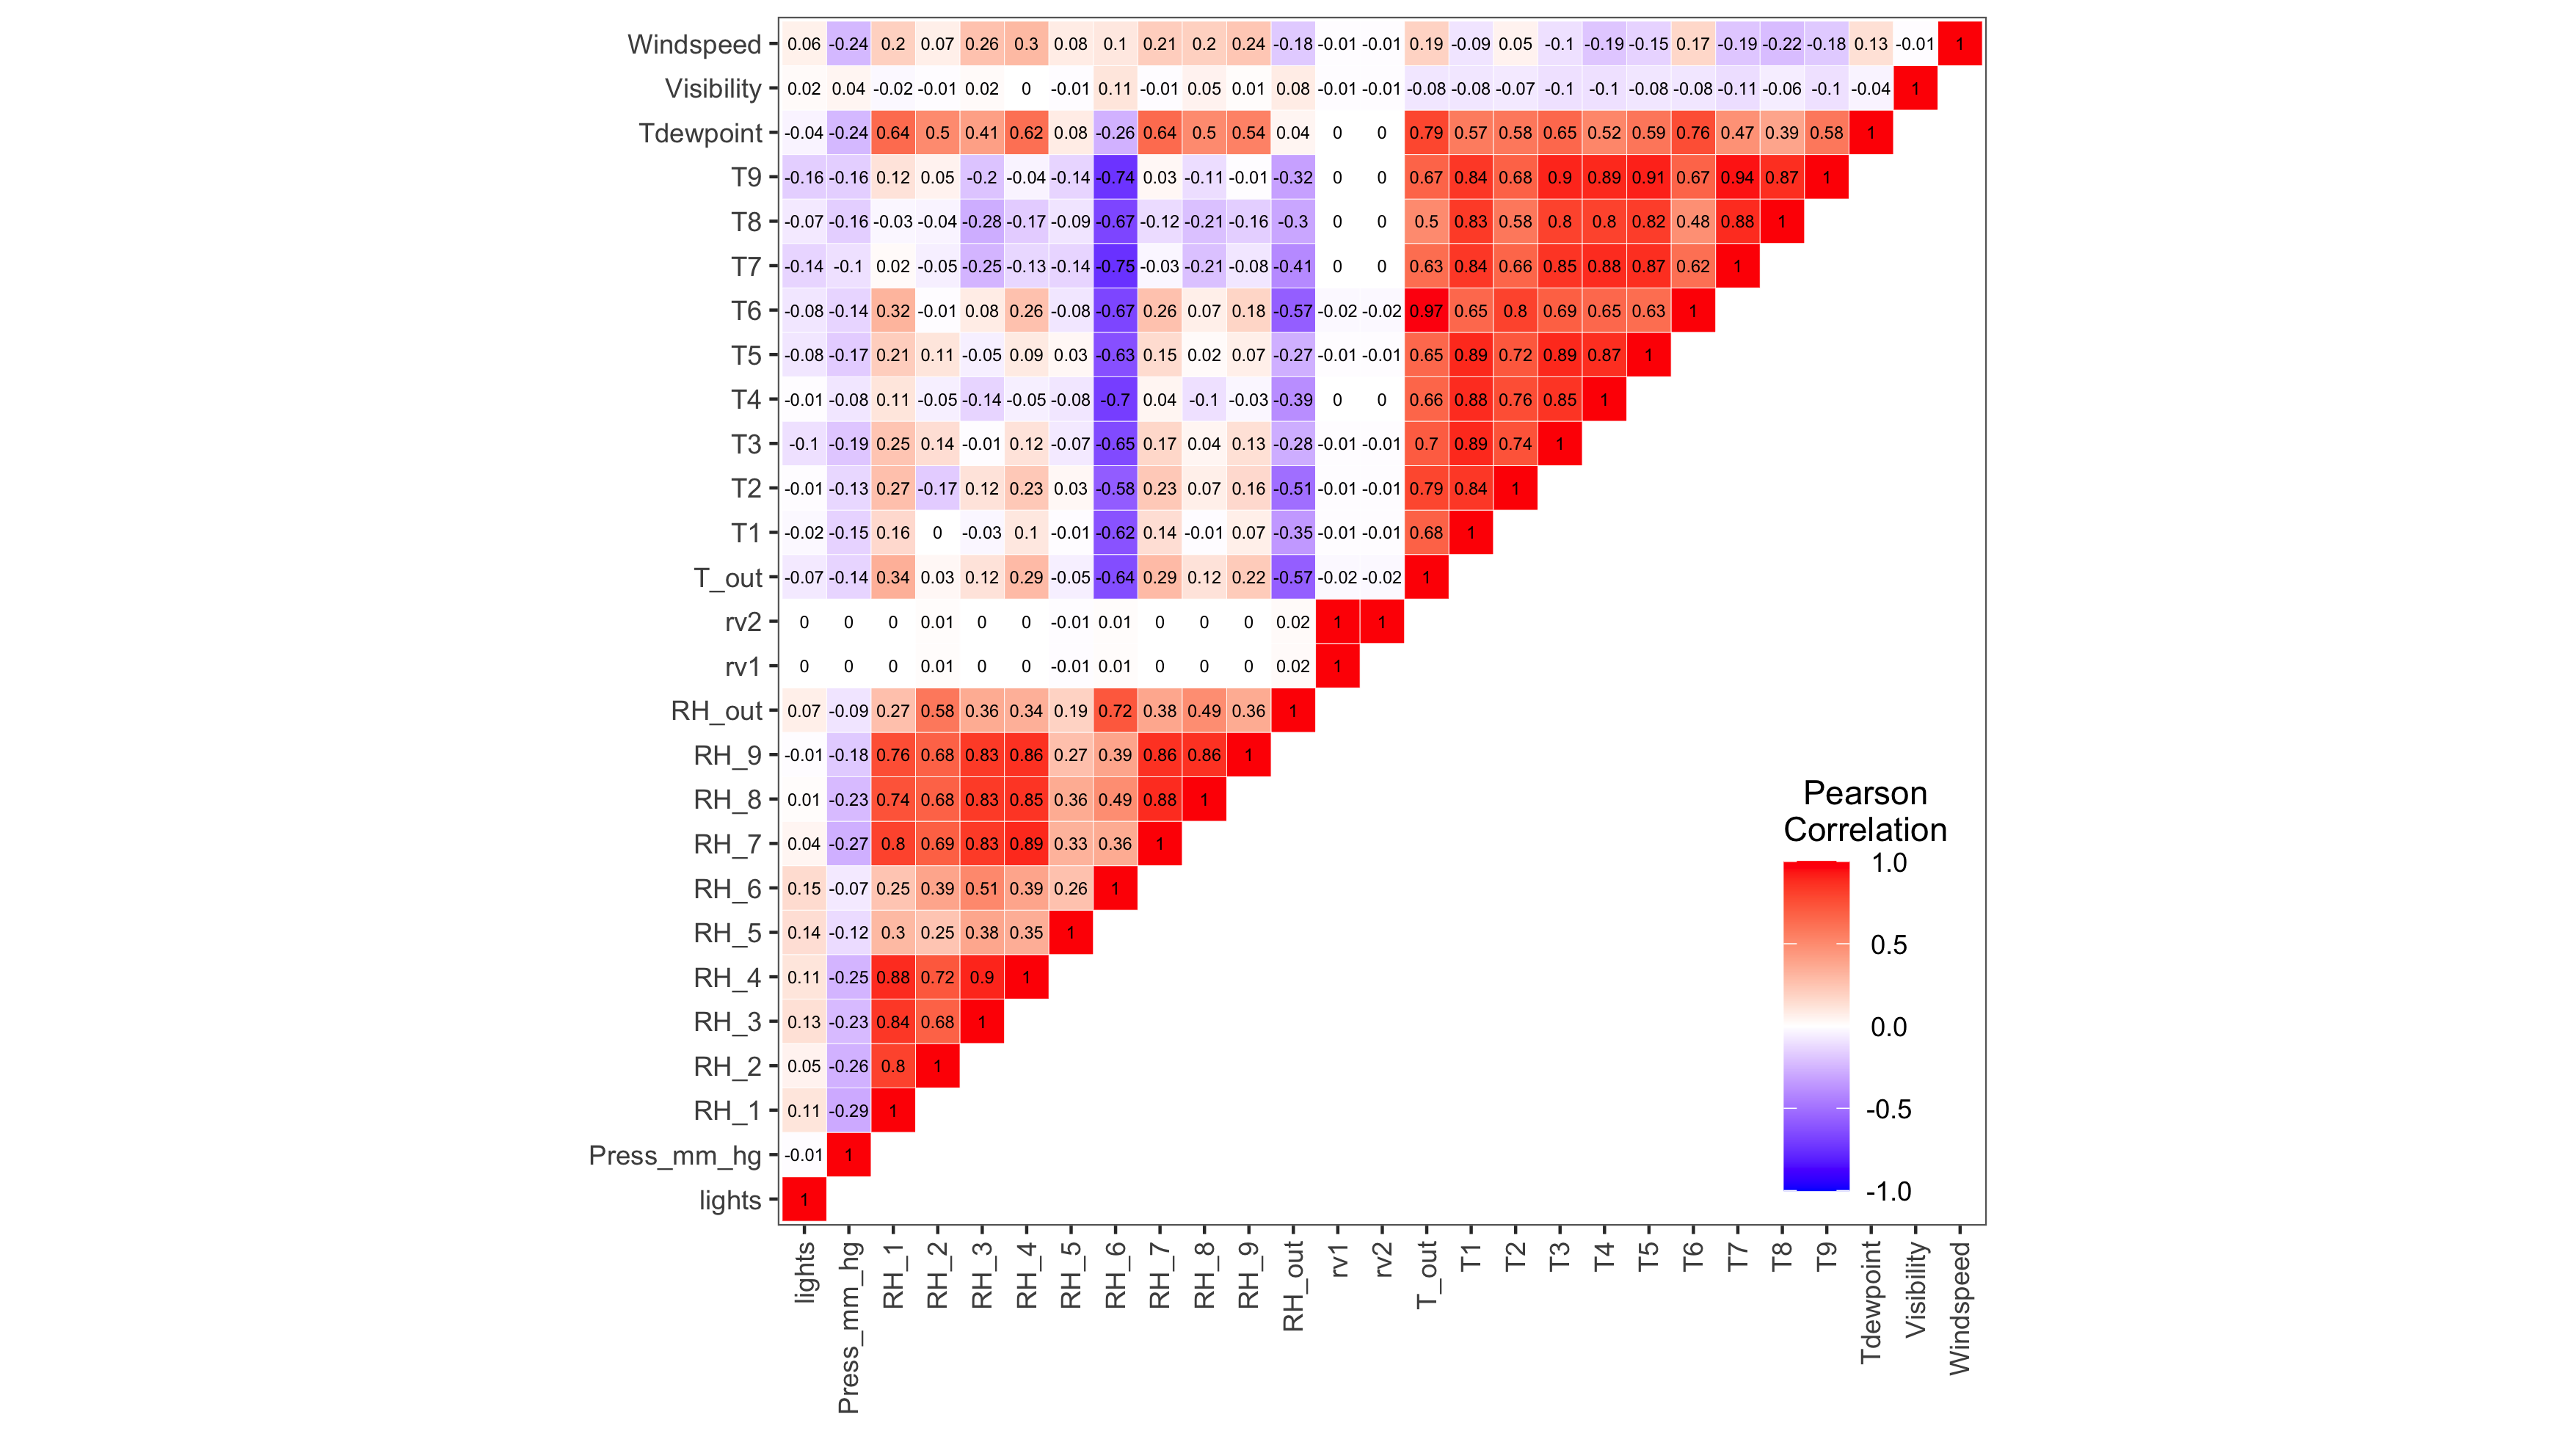 Windspeed 0.06 -0.24 0.2 0.07 0.26 0.3 0.08 0.1 0.21 0.2 0.24 -0.18 -0.01 -0.01 0.19 -0.09 0.05 -0.1 -0.19 -0.15 0.17 -0.19 -0.22 -0.18 0.13 -0.01 1
Visibility 0.02 0.04 -0.02 -0.01 0.02 0 -0.01 0.11 -0.01 0.05 0.01 0.08 -0.01 -0.01 -0.08 -0.08 -0.07 -0.1 -0.1 -0.08 -0.08 -0.11 -0.06 -0.1 -0.04 1
Tdewpoint -0.04 -0.24 0.64 0.5 0.41 0.62 0.08 -0.26 0.64 0.5 0.54 0.04 0 0 0.79 0.57 0.58 0.65 0.52 0.59 0.76 0.47 0.39 0.58 1
T9 -0.16 -0.16 0.12 0.05 -0.2 -0.04 -0.14 -0.74 0.03 -0.11 -0.01 -0.32 0 0 0.67 0.84 0.68 0.9 0.89 0.91 0.67 0.94 0.87 1
T8 -0.07 -0.16 -0.03 -0.04 -0.28 -0.17 -0.09 -0.67 -0.12 -0.21 -0.16 -0.3 0 0 0.5 0.83 0.58 0.8 0.8 0.82 0.48 0.88 1
T7 -0.14 -0.1 0.02 -0.05 -0.25 -0.13 -0.14 -0.75 -0.03 -0.21 -0.08 -0.41 0 0 0.63 0.84 0.66 0.85 0.88 0.87 0.62 1
T6 -0.08 -0.14 0.32 -0.01 0.08 0.26 -0.08 -0.67 0.26 0.07 0.18 -0.57 -0.02 -0.02 0.97 0.65 0.8 0.69 0.65 0.63 1
T5 -0.08 -0.17 0.21 0.11 -0.05 0.09 0.03 -0.63 0.15 0.02 0.07 -0.27 -0.01 -0.01 0.65 0.89 0.72 0.89 0.87 1
T4 -0.01 -0.08 0.11 -0.05 -0.14 -0.05 -0.08 -0.7 0.04 -0.1 -0.03 -0.39 0 0 0.66 0.88 0.76 0.85 1
T3 -0.1 -0.19 0.25 0.14 -0.01 0.12 -0.07 -0.65 0.17 0.04 0.13 -0.28 -0.01 -0.01 0.7 0.89 0.74 1
T2 -0.01 -0.13 0.27 -0.17 0.12 0.23 0.03 -0.58 0.23 0.07 0.16 -0.51 -0.01 -0.01 0.79 0.84 1
T1 -0.02 -0.15 0.16 0 -0.03 0.1 -0.01 -0.62 0.14 -0.01 0.07 -0.35 -0.01 -0.01 0.68 1
T_out -0.07 -0.14 0.34 0.03 0.12 0.29 -0.05 -0.64 0.29 0.12 0.22 -0.57 -0.02 -0.02 1
rv2 0 0 0 0.01 0 0 -0.01 0.01 0 0 0 0.02 1 1
rv1 0 0 0 0.01 0 0 -0.01 0.01 0 0 0 0.02 1
RH_out 0.07 -0.09 0.27 0.58 0.36 0.34 0.19 0.72 0.38 0.49 0.36 1
RH_9 -0.01 -0.18 0.76 0.68 0.83 0.86 0.27 0.39 0.86 0.86 1
RH_8 0.01 -0.23 0.74 0.68 0.83 0.85 0.36 0.49 0.88 1
RH_7 0.04 -0.27 0.8 0.69 0.83 0.89 0.33 0.36 1
RH_6 0.15 -0.07 0.25 0.39 0.51 0.39 0.26 1
RH_5 0.14 -0.12 0.3 0.25 0.38 0.35 1
RH_4 0.11 -0.25 0.88 0.72 0.9 1
RH_3 0.13 -0.23 0.84 0.68 1
RH_2 0.05 -0.26 0.8 1
RH_1 0.11 -0.29 1
Press_mm_hg -0.01 1
lights 1
lights Press_mm_hg RH_1 RH_2 RH_3 RH_4 RH_5 RH_6 RH_7 RH_8 RH_9 RH_out rv1 rv2 T_out T1 T2 T3 T4 T5 T6 T7 T8 T9 Tdewpoint Visibility Windspeed
Pearson
Correlation
1.0
0.5
0.0
-0.5
-1.0